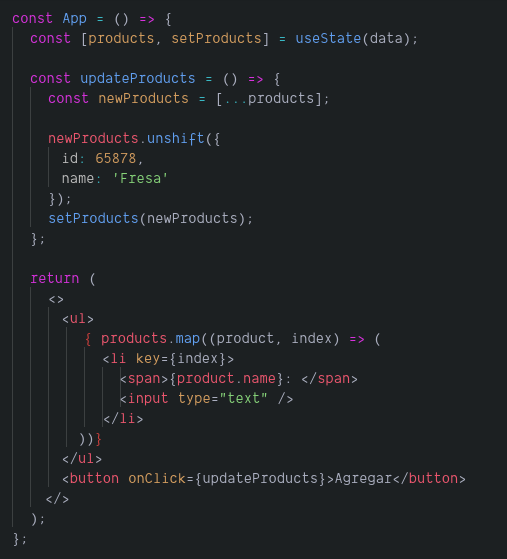 const App = () => {
const [products, setProducts] = useState(data);
const updateProducts = () => {
const newProducts = [...products];
newProducts.unshift({
id: 65878,
name: 'Fresa'
});
setProducts(newProducts);
};
return (
<>
<ul>
{ products.map((product, index) => (
<li key={index}>
<span>{product.name}: </span>
<input type="text" />
</li>
))}
</ul>
<button onClick={updateProducts}>Agregar</button>
</>
);
};